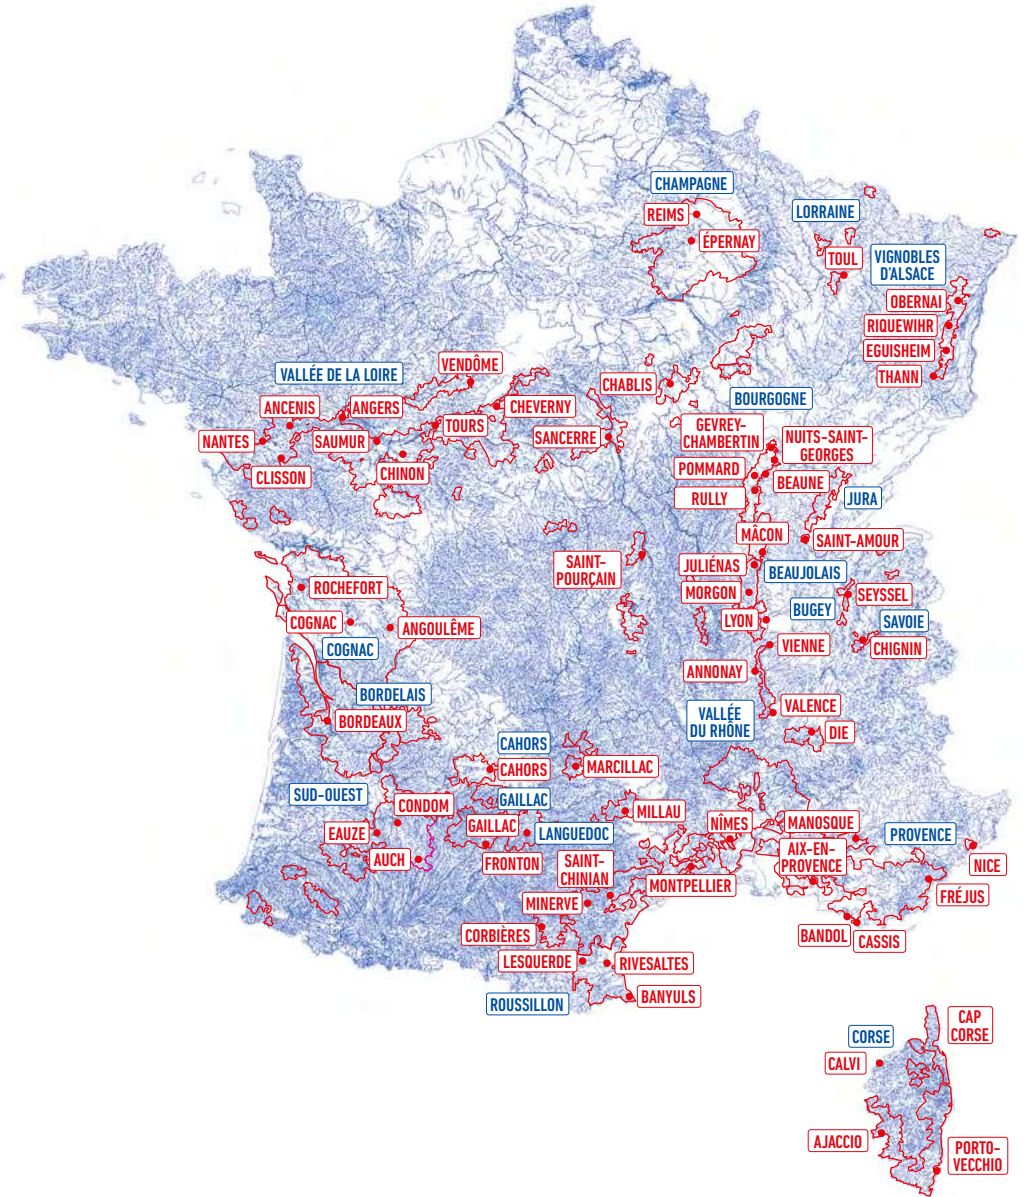 CHAMPAGNE
REIMS
ÉPERNAY
LORRAINE
TOUL
VIGNOBLES
D'ALSACE
OBERNAI
RIQUEWIHR
EGUISHEIM
THANN
VENDÔME
VALLÉE DE LA LOIRE
CHABLIS
BOURGOGNE
ANCENIS
ANGERS
CHEVERNY
NANTES
SAUMUR
TOURS
SANCERRE
GEVREY-
CHAMBERTIN
NUITS-SAINT-
GEORGES
CLISSON
CHINON
POMMARD
BEAUNE
RULLY
JURA
MÂCON
SAINT-AMOUR
SAINT-
POURÇAIN
JULIÉNAS
BEAUJOLAIS
ROCHEFORT
MORGON
BUGEY
SEYSSEL
COGNAC
ANGOULÊME
LYON
SAVOIE
COGNAC
VIENNE
CHIGNIN
ANNONAY
BORDELAIS
BORDEAUX
VALLÉE
DU RHÔNE
VALENCE
DIE
CAHORS
CAHORS
MARCILLAC
SUD-OUEST
GAILLAC
CONDOM
MILLAU
EAUZE
GAILLAC
LANGUEDOC
NÎMES
MANOSQUE
PROVENCE
AUCH
FRONTON
SAINT-
CHINIAN
AIX-EN-
PROVENCE
NICE
MONTPELLIER
FRÉJUS
MINERVE
CORBIÈRES
BANDOL
CASSIS
LESQUERDE
RIVESALTES
ROUSSILLON
BANYULS
CAP
CORSE
CORSE
CALVI
AJACCIO
PORTO-
VECCHIO